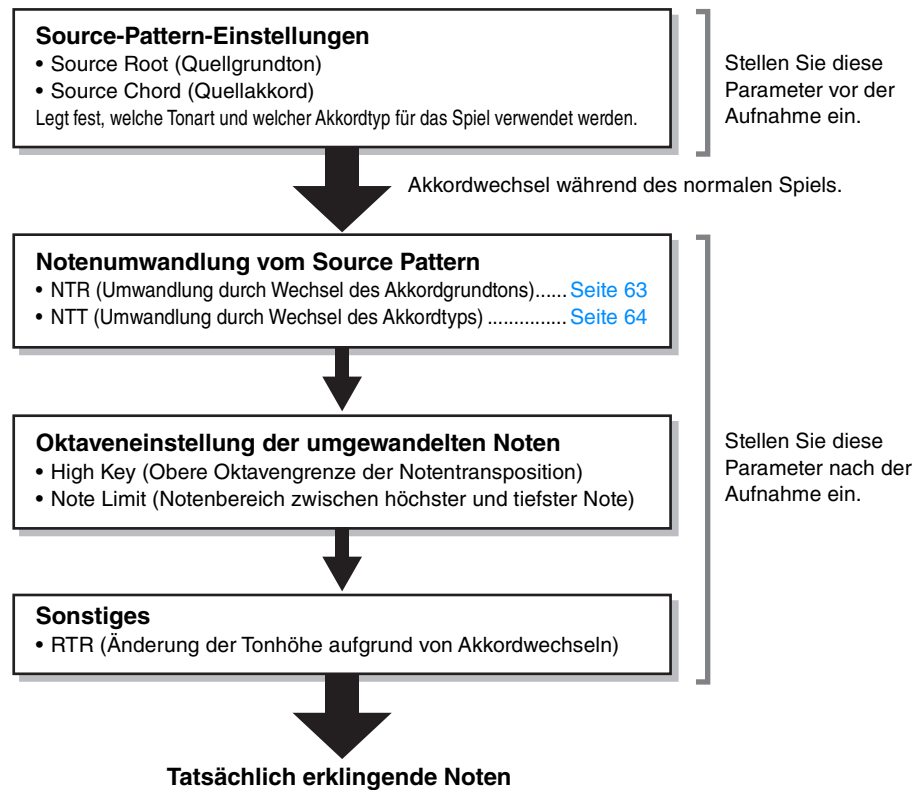 Source-Pattern-Einstellungen
• Source Root (Quellgrundton)
• Source Chord (Quellakkord)
Legt fest, welche Tonart und welcher Akkordtyp für das Spiel verwendet werden.
Stellen Sie diese
Parameter vor der
Aufnahme ein.
Akkordwechsel während des normalen Spiels.
Notenumwandlung vom Source Pattern
• NTR (Umwandlung durch Wechsel des Akkordgrundtons)...... Seite 63
• NTT (Umwandlung durch Wechsel des Akkordtyps) ............... Seite 64
Oktaveneinstellung der umgewandelten Noten
• High Key (Obere Oktavengrenze der Notentransposition)
• Note Limit (Notenbereich zwischen höchster und tiefster Note)
Stellen Sie diese
Parameter nach der
Aufnahme ein.
Sonstiges
• RTR (Änderung der Tonhöhe aufgrund von Akkordwechseln)
Tatsächlich erklingende Noten